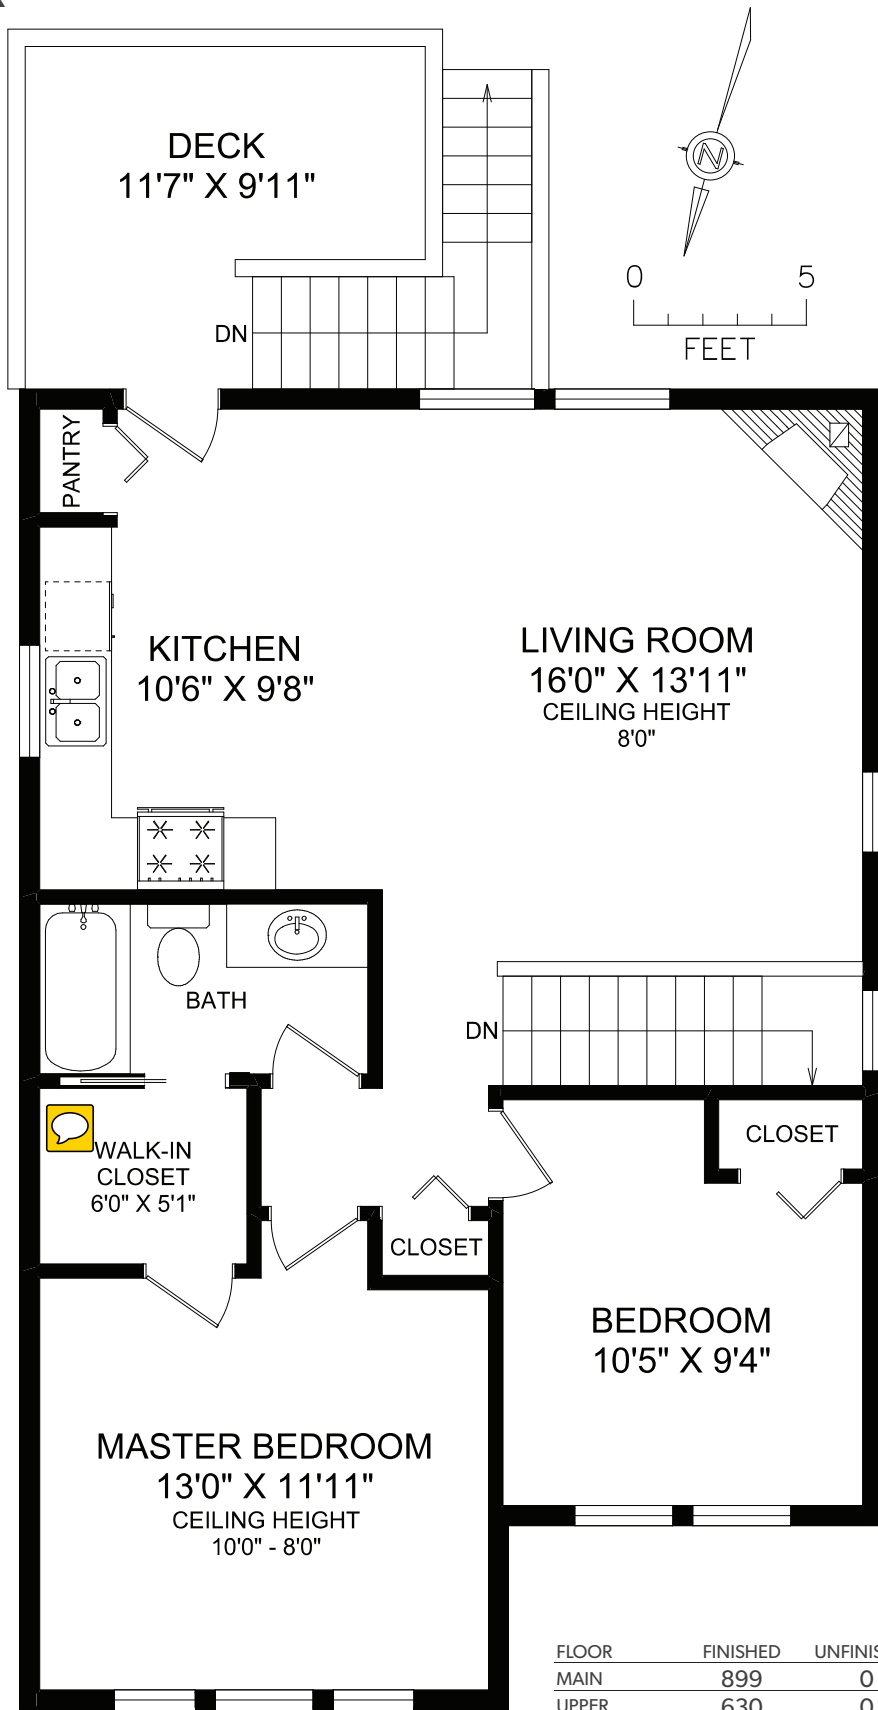 DECK
11'7" X 9'11"
N
0 5
FEET
DN
PANTRY
KITCHEN
10'6" X 9'8"
LIVING ROOM
16'0" X 13'11"
CEILING HEIGHT
8'0"
BATH
DN
WALK-IN
CLOSET
6'0" X 5'1"
CLOSET
CLOSET
BEDROOM
10'5" X 9'4"
MASTER BEDROOM
13'0" X 11'11"
CEILING HEIGHT
10'0" - 8'0"
FLOOR FINISHED
MAIN 899 0
UPPER 630 0